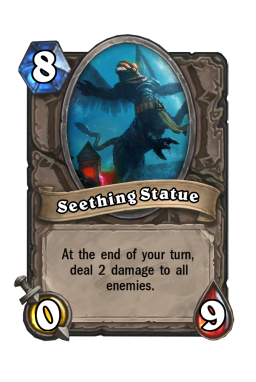 8
Seething Statue
At the end of your turn,
deal 2 damage to all
enemies.
0
9